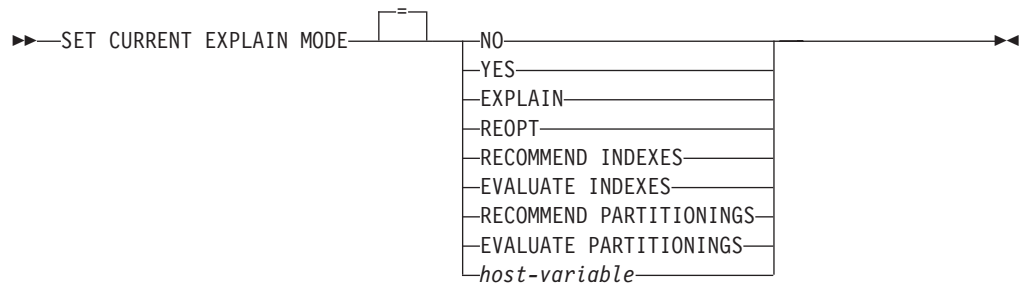 =
SET CURRENT EXPLAIN MODE NO
YES
EXPLAIN
REOPT
RECOMMEND INDEXES
EVALUATE INDEXES
RECOMMEND PARTITIONINGS
EVALUATE PARTITIONINGS
host-variable